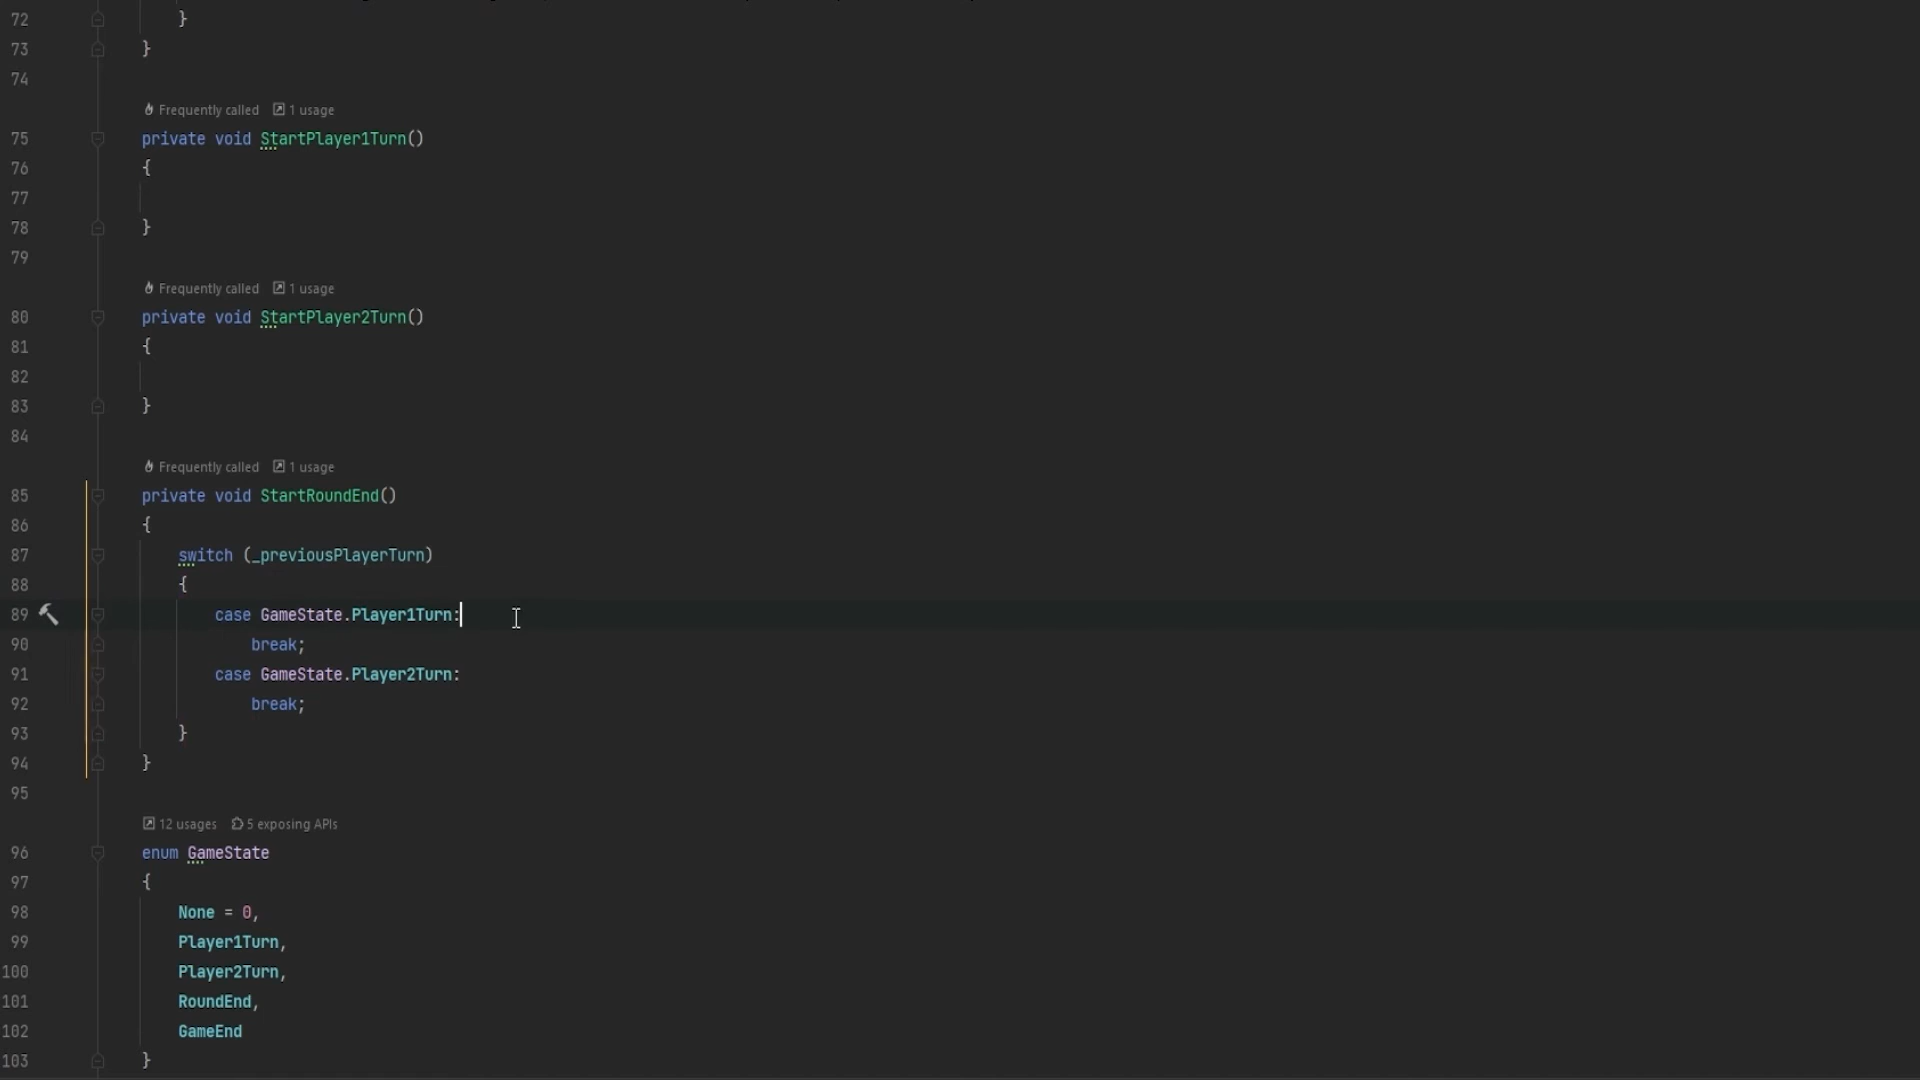 72 }
73 }
74
Frequently called 1 usage
75 private void StartPlayer1Turn()
76 {
77
78 }
79
Frequently called 1 usage
80 private void StartPlayer2Turn()
81 {
82
83 }
84
Frequently called 1 usage
85 private void StartRoundEnd()
86 {
87 switch (_previousPlayerTurn)
88 {
89 case GameState.Player1Turn:
90 break;
91 case GameState.Player2Turn:
92 break;
93 }
94 }
95
12 usages 5 exposing APIs
96 enum GameState
97 {
98 None = 0,
99 Player1Turn,
100 Player2Turn,
101 RoundEnd,
102 GameEnd
103 }